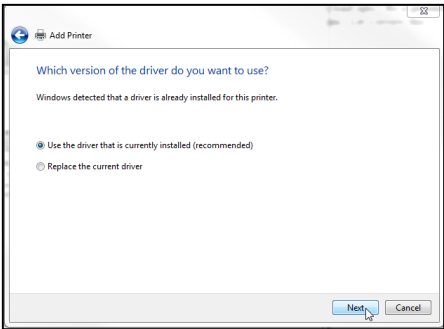 Add Printer
Which version of the driver do you want to use?
Windows detected that a driver is already installed for this printer.
Use the driver that is currently installed (recommended)
Replace the current driver
Next
Cancel